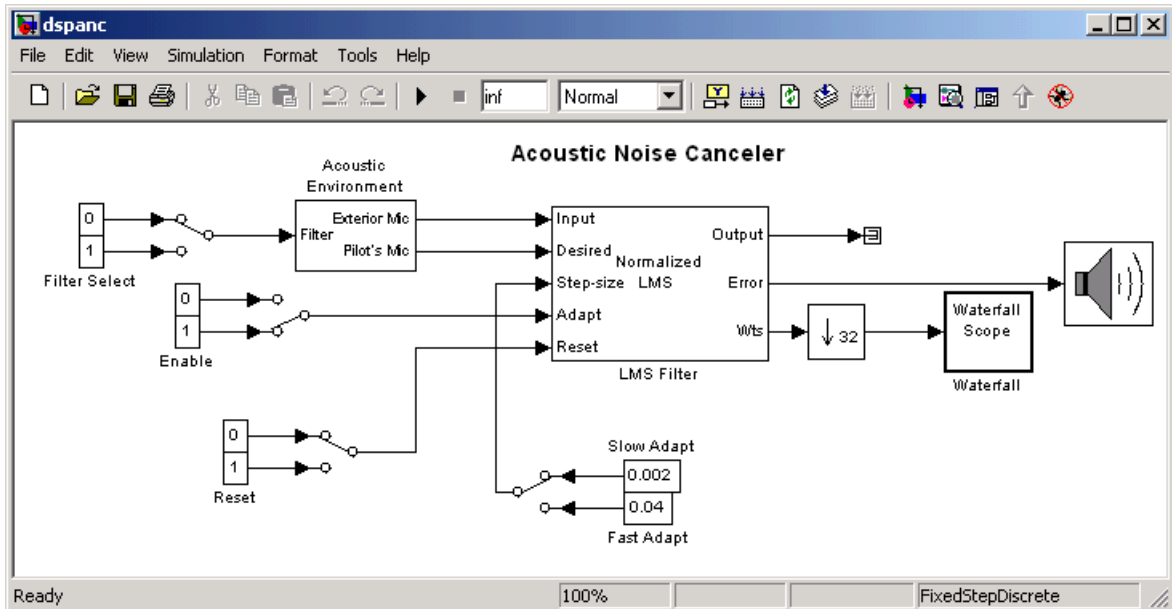 dspanc
File Edit View Simulation Format Tools Help
inf Normal
Acoustic Noise Canceler
Acoustic
Environment
Filter
Exterior Mic
Pilot's Mic
0
1
Filter Select
0
1
Enable
0
1
Reset
Input
Desired
Step-size
Adapt
Reset
Normalized
LMS
Output
Error
Wts
LMS Filter
32
Waterfall
Scope
Waterfall
Slow Adapt
0.002
0.04
Fast Adapt
Ready 100% FixedStepDiscrete